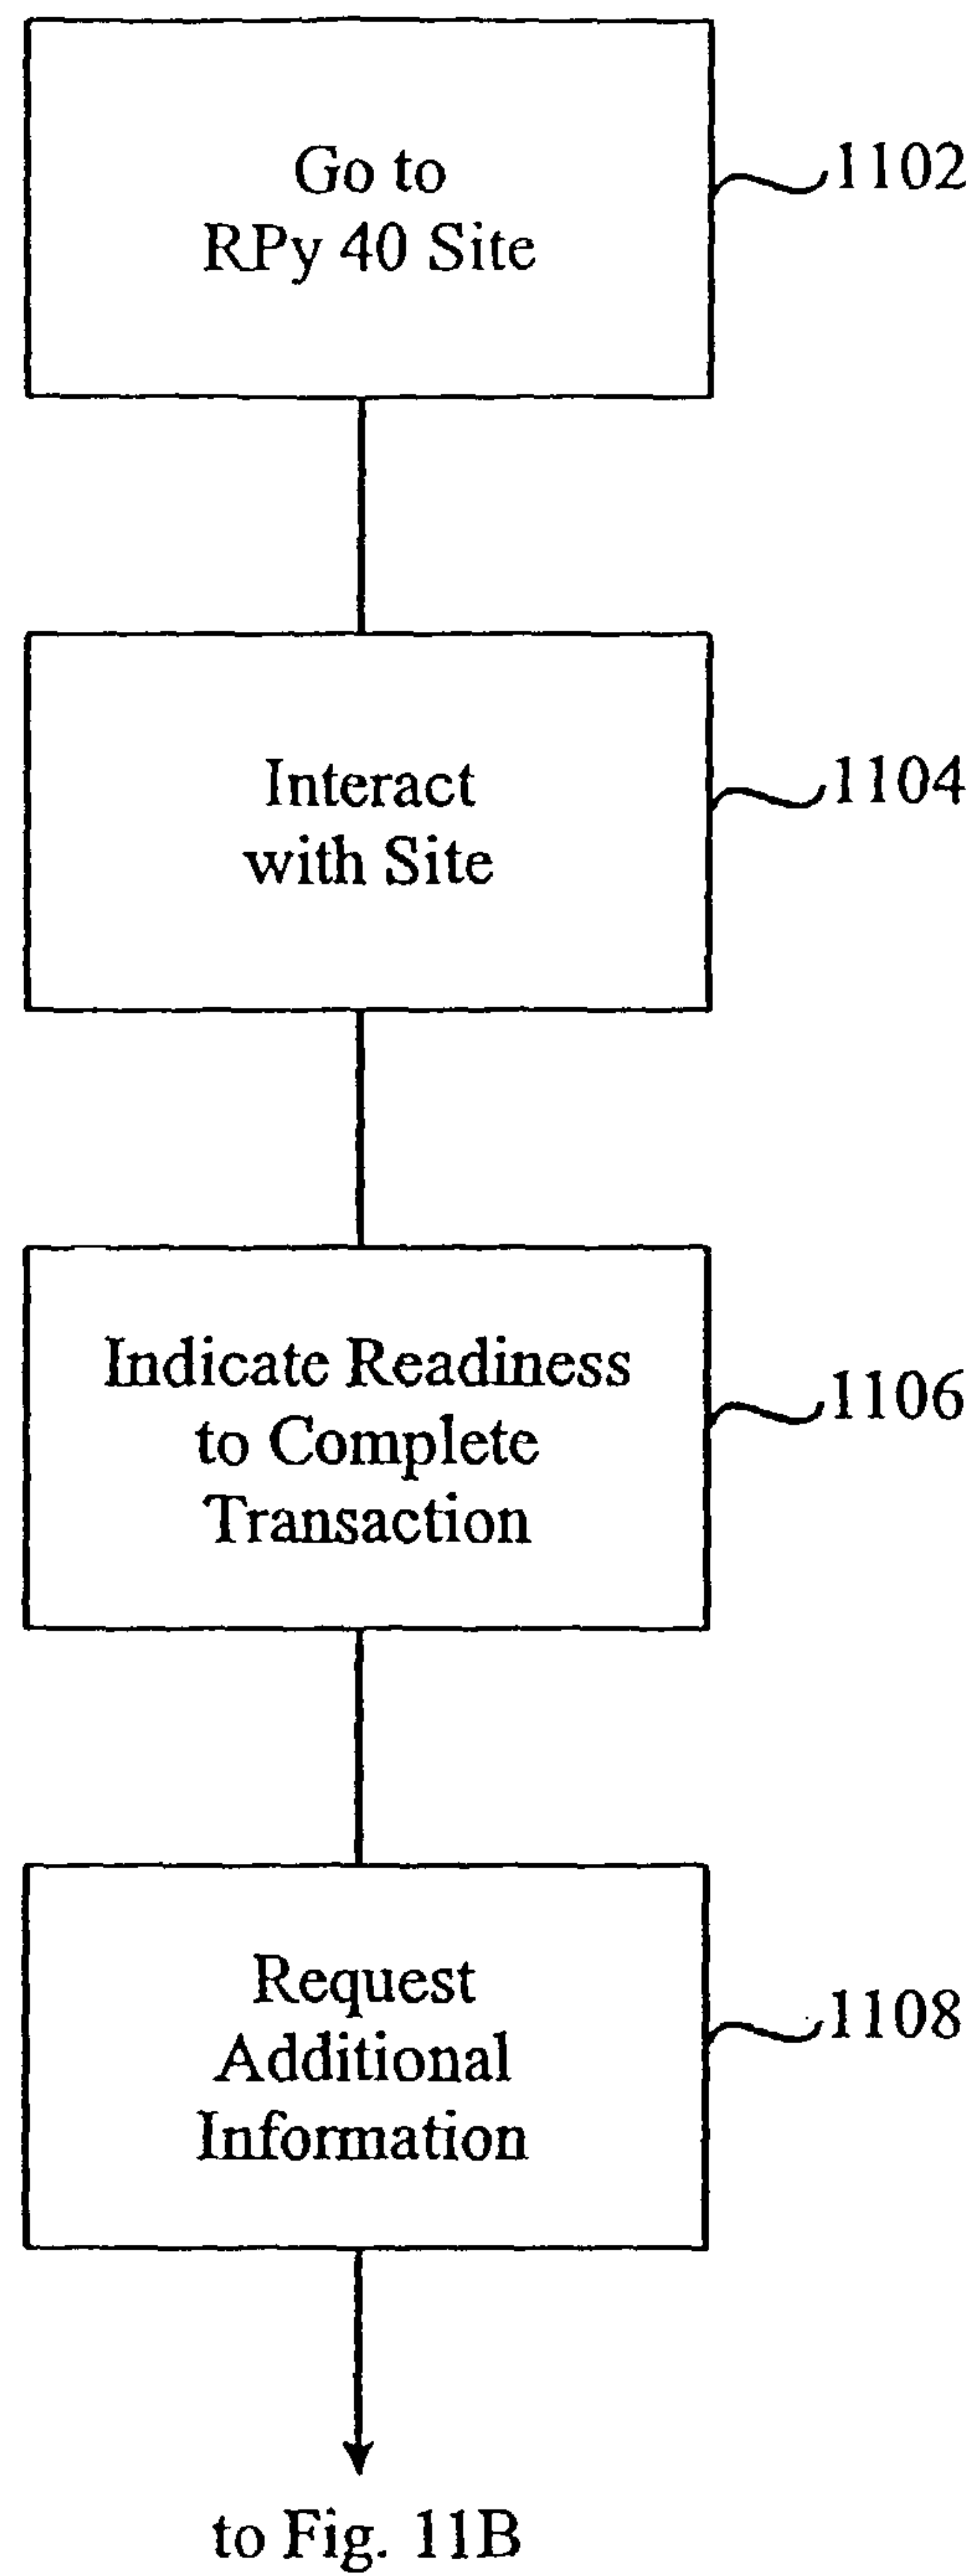 Go to
RPy 40 Site
1102
Interact
with Site
1104
Indicate Readiness
to Complete
Transaction
1106
Request
Additional
Information
1108
to Fig. 11B